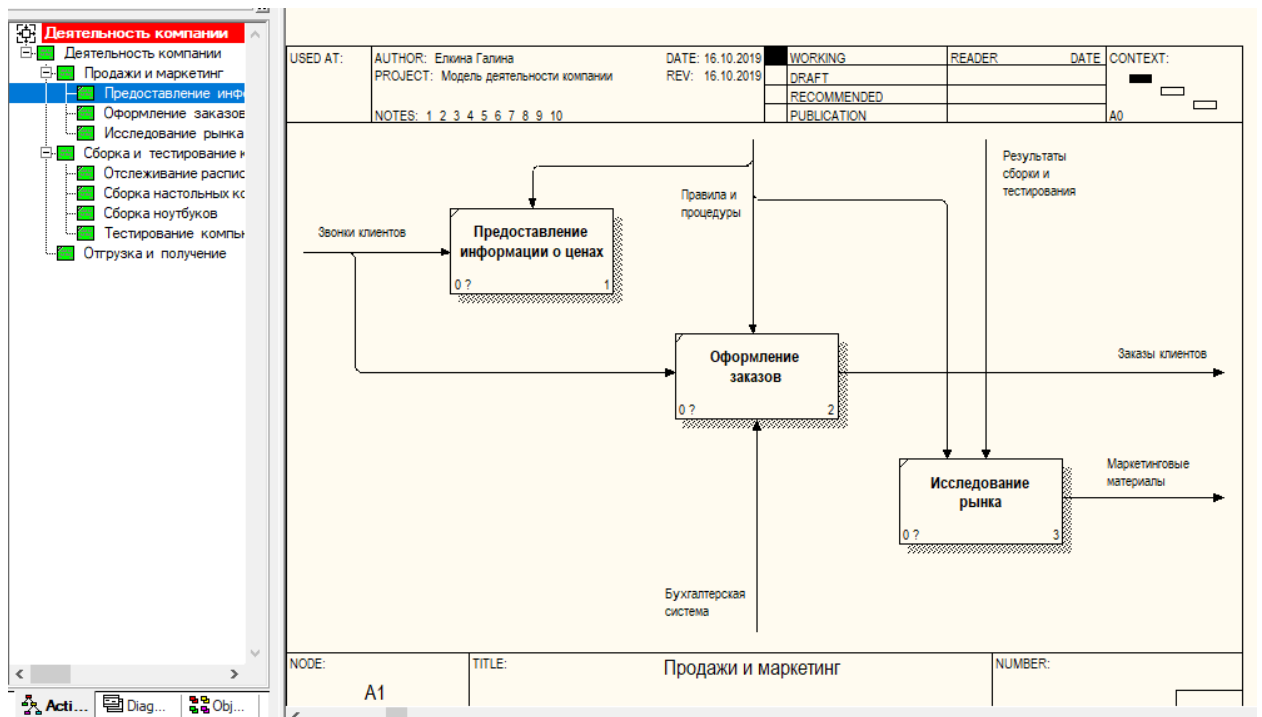 Деятельность компании
Деятельность компании
Продажи и маркетинг
Предоставление инфо
Оформление заказов
Исследование рынка
Сборка и тестирование к
Отслеживание распис
Сборка настольных ко
Сборка ноутбуков
Тестирование компью
Отгрузка и получение
Acti... Diag... Obj...
USED AT: AUTHOR: Елкина Галина DATE: 16.10.2019 WORKING READER DATE CONTEXT:
PROJECT: Модель деятельности компании REV: 16.10.2019 DRAFT
RECOMMENDED
NOTES: 1 2 3 4 5 6 7 8 9 10 PUBLICATION A0
Результаты
сборки и
тестирования
Правила и
процедуры
Звонки клиентов
Предоставление
информации о ценах
0 ? 1
Оформление
заказов
0 ? 2
Заказы клиентов
Маркетинговые
материалы
Исследование
рынка
0 ? 3
Бухгалтерская
система
NODE: TITLE: Продажи и маркетинг NUMBER:
A1